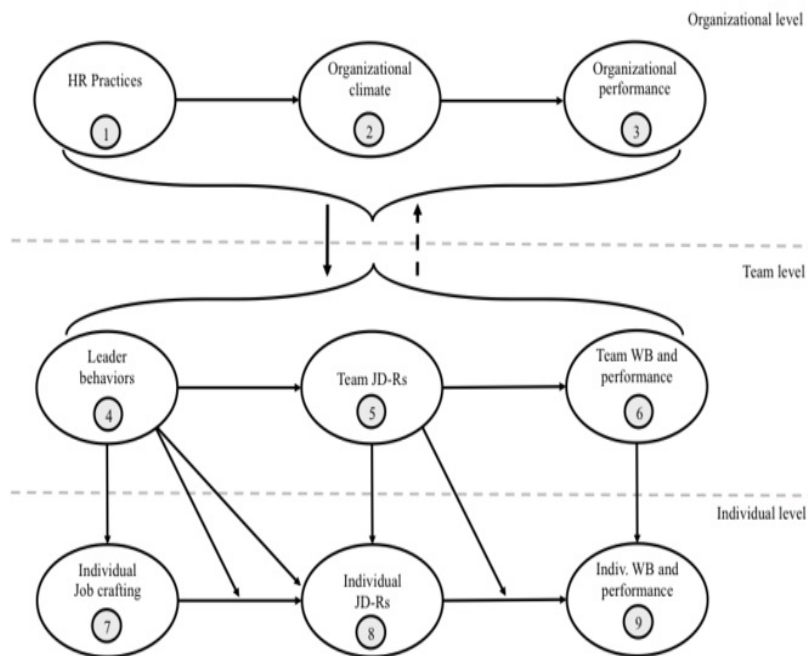 Organizational level
HR Practices
1
Organizational
climate
2
Organizational
performance
3
Team level
Leader
behaviors
4
Team JD-Rs
5
Team WB and
performance
6
Individual level
Individual
Job crafting
7
Individual
JD-Rs
8
Indiv. WB and
performance
9